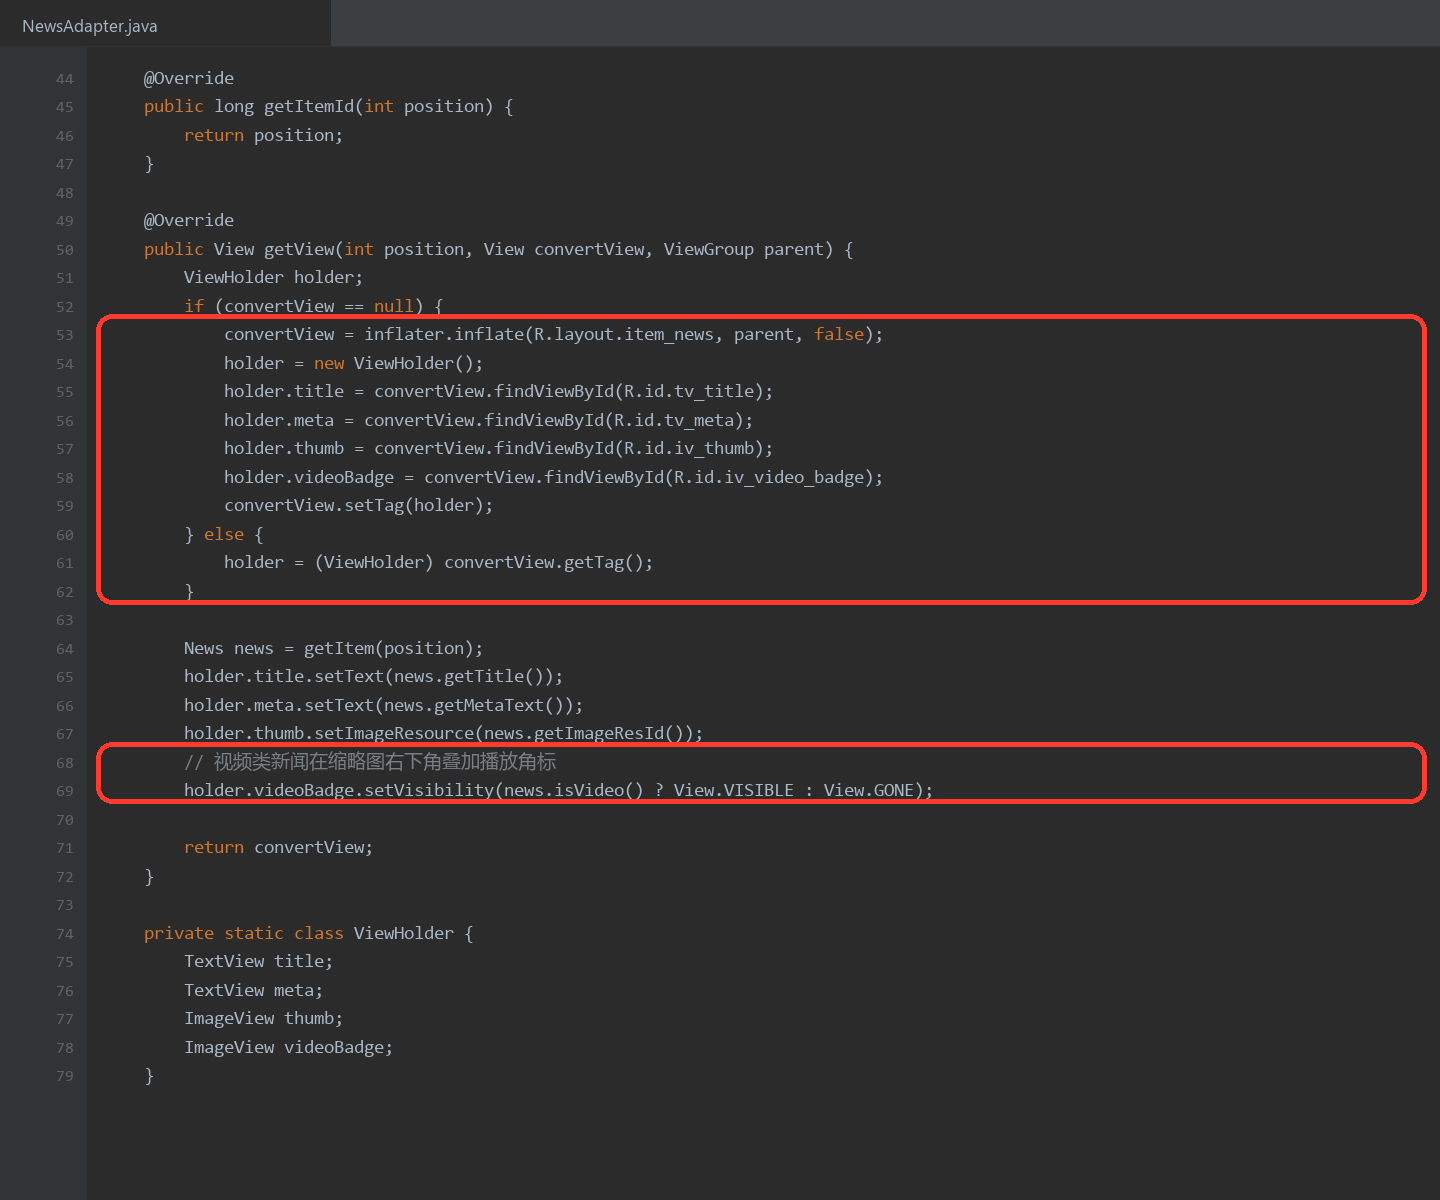 NewsAdapter.java
44 @Override
45 public long getItemId(int position) {
46 return position;
47 }
48
49 @Override
50 public View getView(int position, View convertView, ViewGroup parent) {
51 ViewHolder holder;
52 if (convertView == null) {
53 convertView = inflater.inflate(R.layout.item_news, parent, false);
54 holder = new ViewHolder();
55 holder.title = convertView.findViewById(R.id.tv_title);
56 holder.meta = convertView.findViewById(R.id.tv_meta);
57 holder.thumb = convertView.findViewById(R.id.iv_thumb);
58 holder.videoBadge = convertView.findViewById(R.id.iv_video_badge);
59 convertView.setTag(holder);
60 } else {
61 holder = (ViewHolder) convertView.getTag();
62 }
63
64 News news = getItem(position);
65 holder.title.setText(news.getTitle());
66 holder.meta.setText(news.getMetaText());
67 holder.thumb.setImageResource(news.getImageResId());
68 // 视频类新闻在缩略图右下角叠加播放角标
69 holder.videoBadge.setVisibility(news.isVideo() ? View.VISIBLE : View.GONE);
70
71 return convertView;
72 }
73
74 private static class ViewHolder {
75 TextView title;
76 TextView meta;
77 ImageView thumb;
78 ImageView videoBadge;
79 }